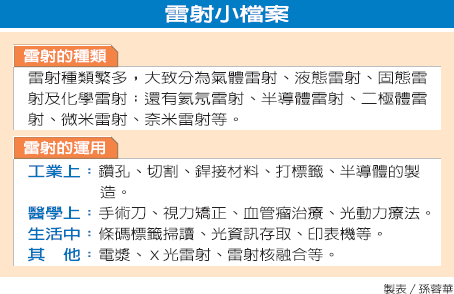 雷射小檔案
雷射的種類
雷射種類繁多，大致分為氣體雷射、液態雷射、固態雷
射及化學雷射；還有氦氖雷射、半導體雷射、二極體雷
射、微米雷射、奈米雷射等。
雷射的運用
工業上：鑽孔、切割、銲接材料、打標籤、半導體的製
造。
醫學上：手術刀、視力矯正、血管瘤治療、光動力療法。
生活中：條碼標籤掃讀、光資訊存取、印表機等。
其　他：電漿、X光雷射、雷射核融合等。
製表／孫蓉華